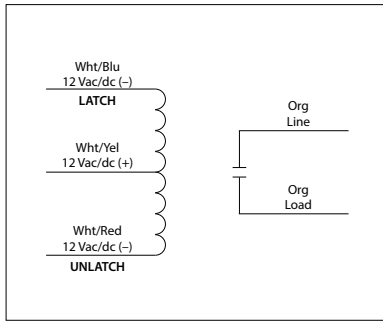 Wht/Blu
12 Vac/dc (–)
LATCH
Wht/Yel
12 Vac/dc (+)
Wht/Red
12 Vac/dc (–)
UNLATCH
Org
Line
Org
Load